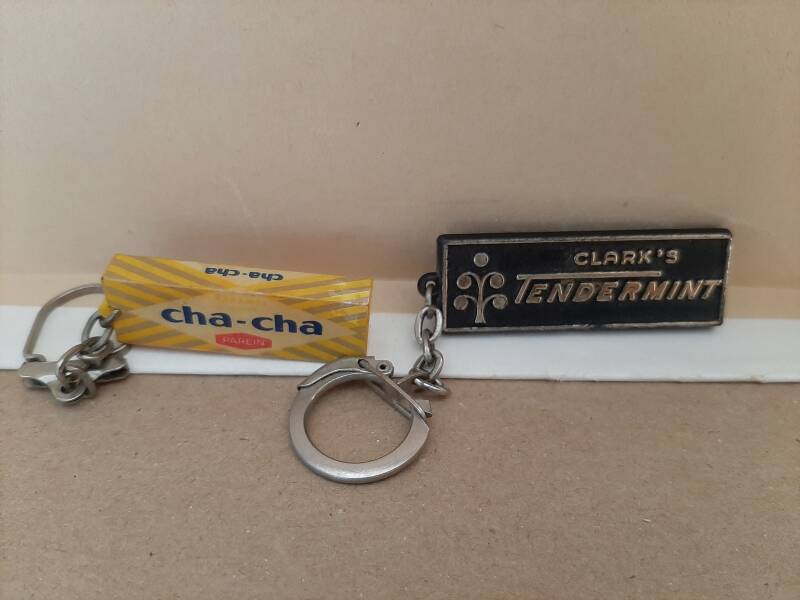 cha-cha
cha-cha
PAREIN
CLARK'S
TENDERMINT